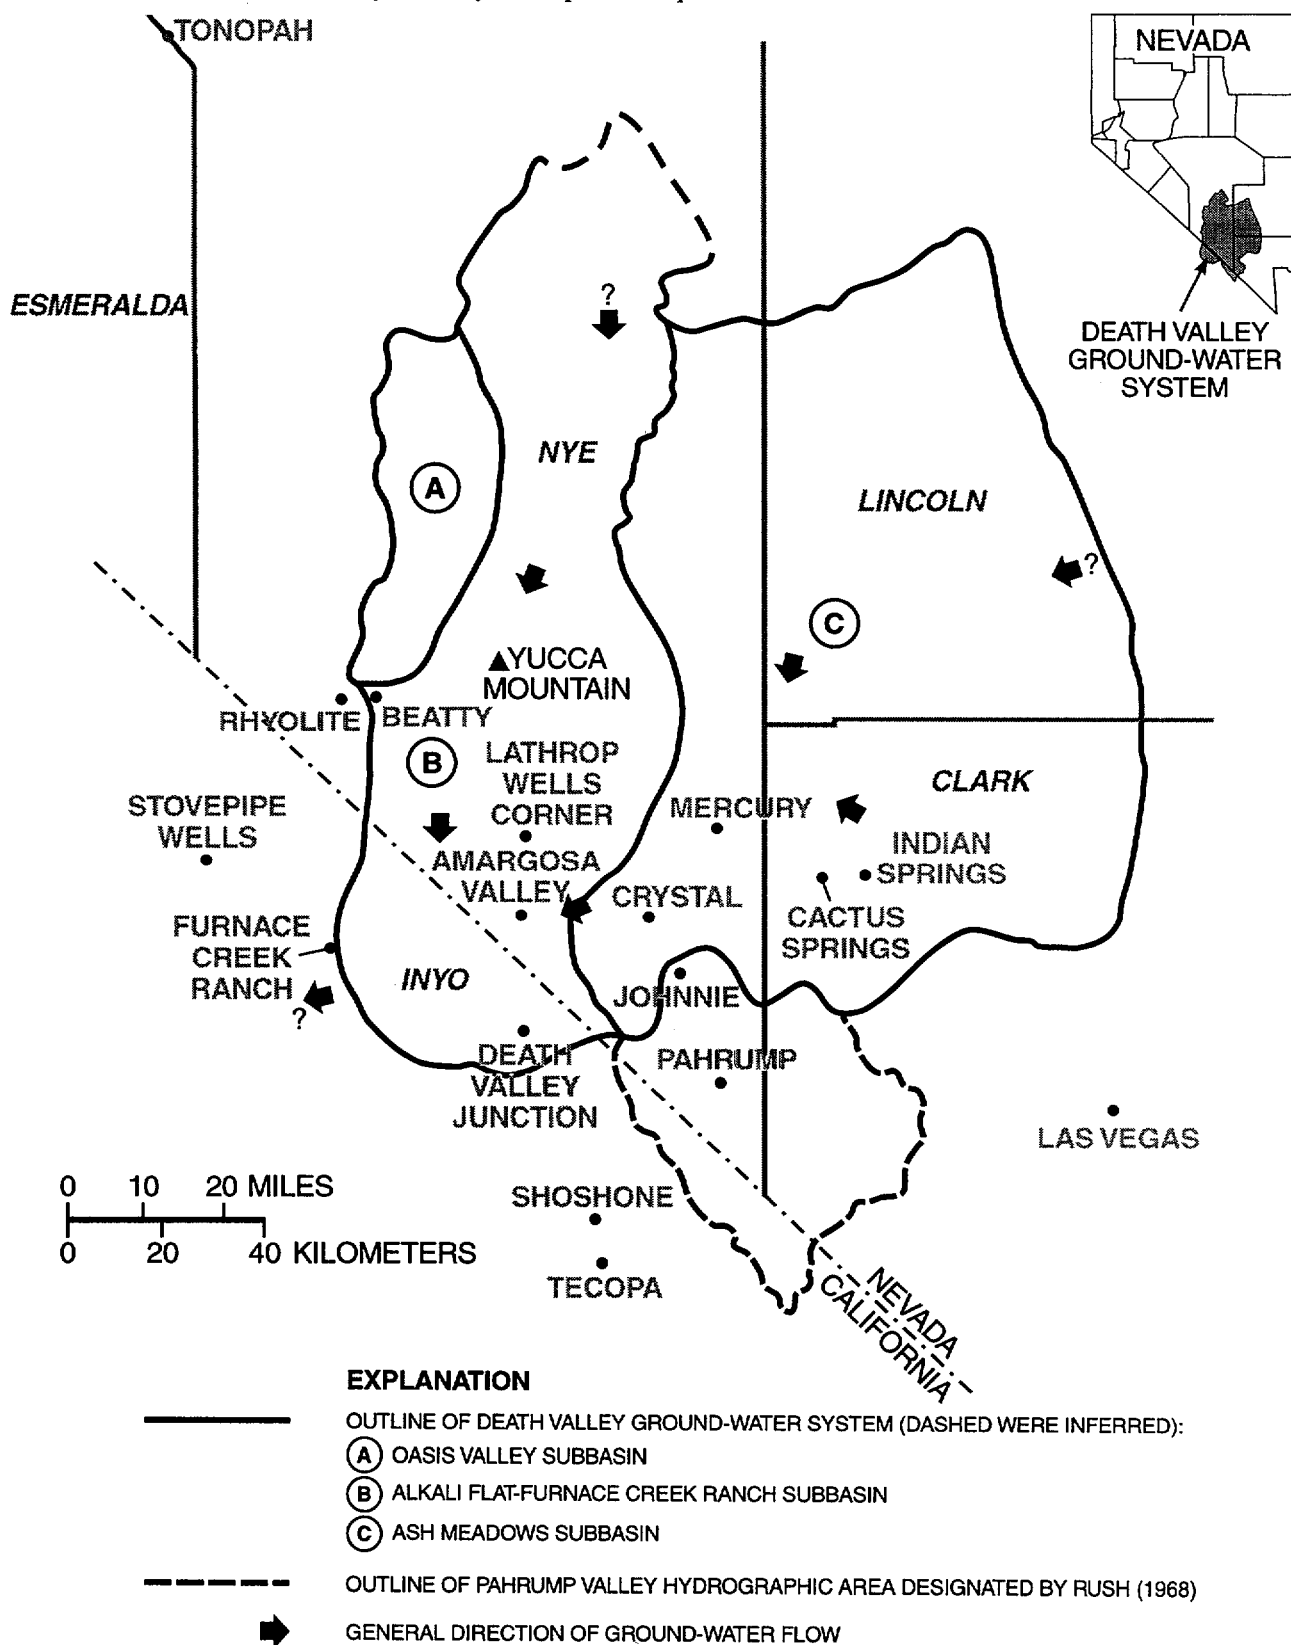 TONOPAH
NEVADA
DEATH VALLEY
GROUND-WATER
SYSTEM
ESMERALDA
?
NYE
A
LINCOLN
?
C
YUCCA
MOUNTAIN
RHYOLITE
BEATTY
B
LATHROP
WELLS
CORNER
CLARK
STOVEPIPE
WELLS
MERCURY
AMARGOSA
VALLEY
INDIAN
SPRINGS
CRYSTAL
CACTUS
SPRINGS
FURNACE
CREEK
RANCH
?
INYO
JOHNNIE
DEATH
VALLEY
JUNCTION
PAHRUMP
LAS VEGAS
0 10 20 MILES
0 20 40 KILOMETERS
SHOSHONE
TECOPA
NEVADA
CALIFORNIA
EXPLANATION
OUTLINE OF DEATH VALLEY GROUND-WATER SYSTEM (DASHED WERE INFERRED):
A OASIS VALLEY SUBBASIN
B ALKALI FLAT-FURNACE CREEK RANCH SUBBASIN
C ASH MEADOWS SUBBASIN
OUTLINE OF PAHRUMP VALLEY HYDROGRAPHIC AREA DESIGNATED BY RUSH (1968)
GENERAL DIRECTION OF GROUND-WATER FLOW